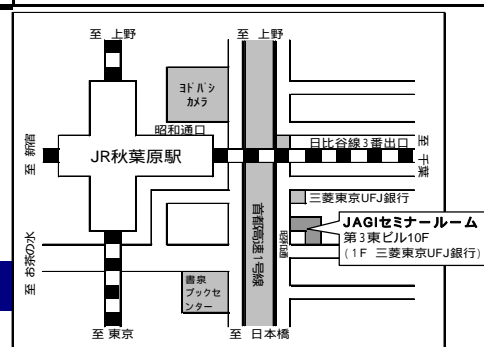 至 上野
至 上野
ﾖﾄﾞﾊﾞｼ
ｶﾒﾗ
昭和通口
日比谷線3番出口
至 新宿
JR秋葉原駅
至 千葉
三菱東京UFJ銀行
首都高速1号線
昭和通
JAGIセミナールーム
第3東ビル10F
(1F 三菱東京UFJ銀行)
至 お茶の水
書泉
ブックセ
ンター
至 東京
至 日本橋